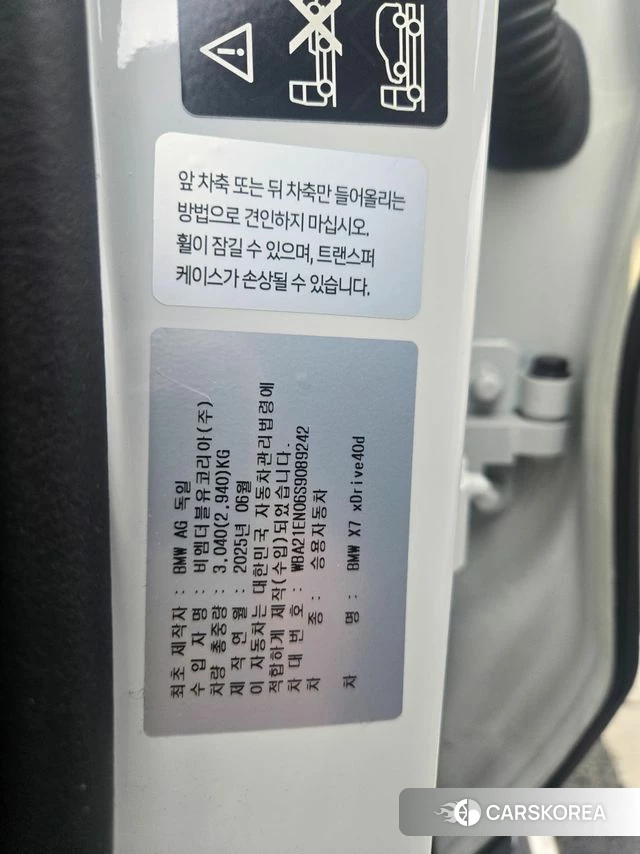 앞 차축 또는 뒤 차축만 들어올리는
방법으로 견인하지 마십시오.
휠이 잠길 수 있으며, 트랜스퍼
케이스가 손상될 수 있습니다.
최초 제작자 : BMW AG 독일
수 입 자 명 : 비엠더블유코리아(주)
차량 총중량 : 3,040(2,940)KG
제 작 연 월 : 2025년 06월
이 자동차는 대한민국 자동차관리법령에
적합하게 제작(수입)되었습니다.
차 대 번 호 : WBA21EN06S9089242
차 종 : 승용자동차
차 명 : BMW X7 xDrive40d
CARSKOREA